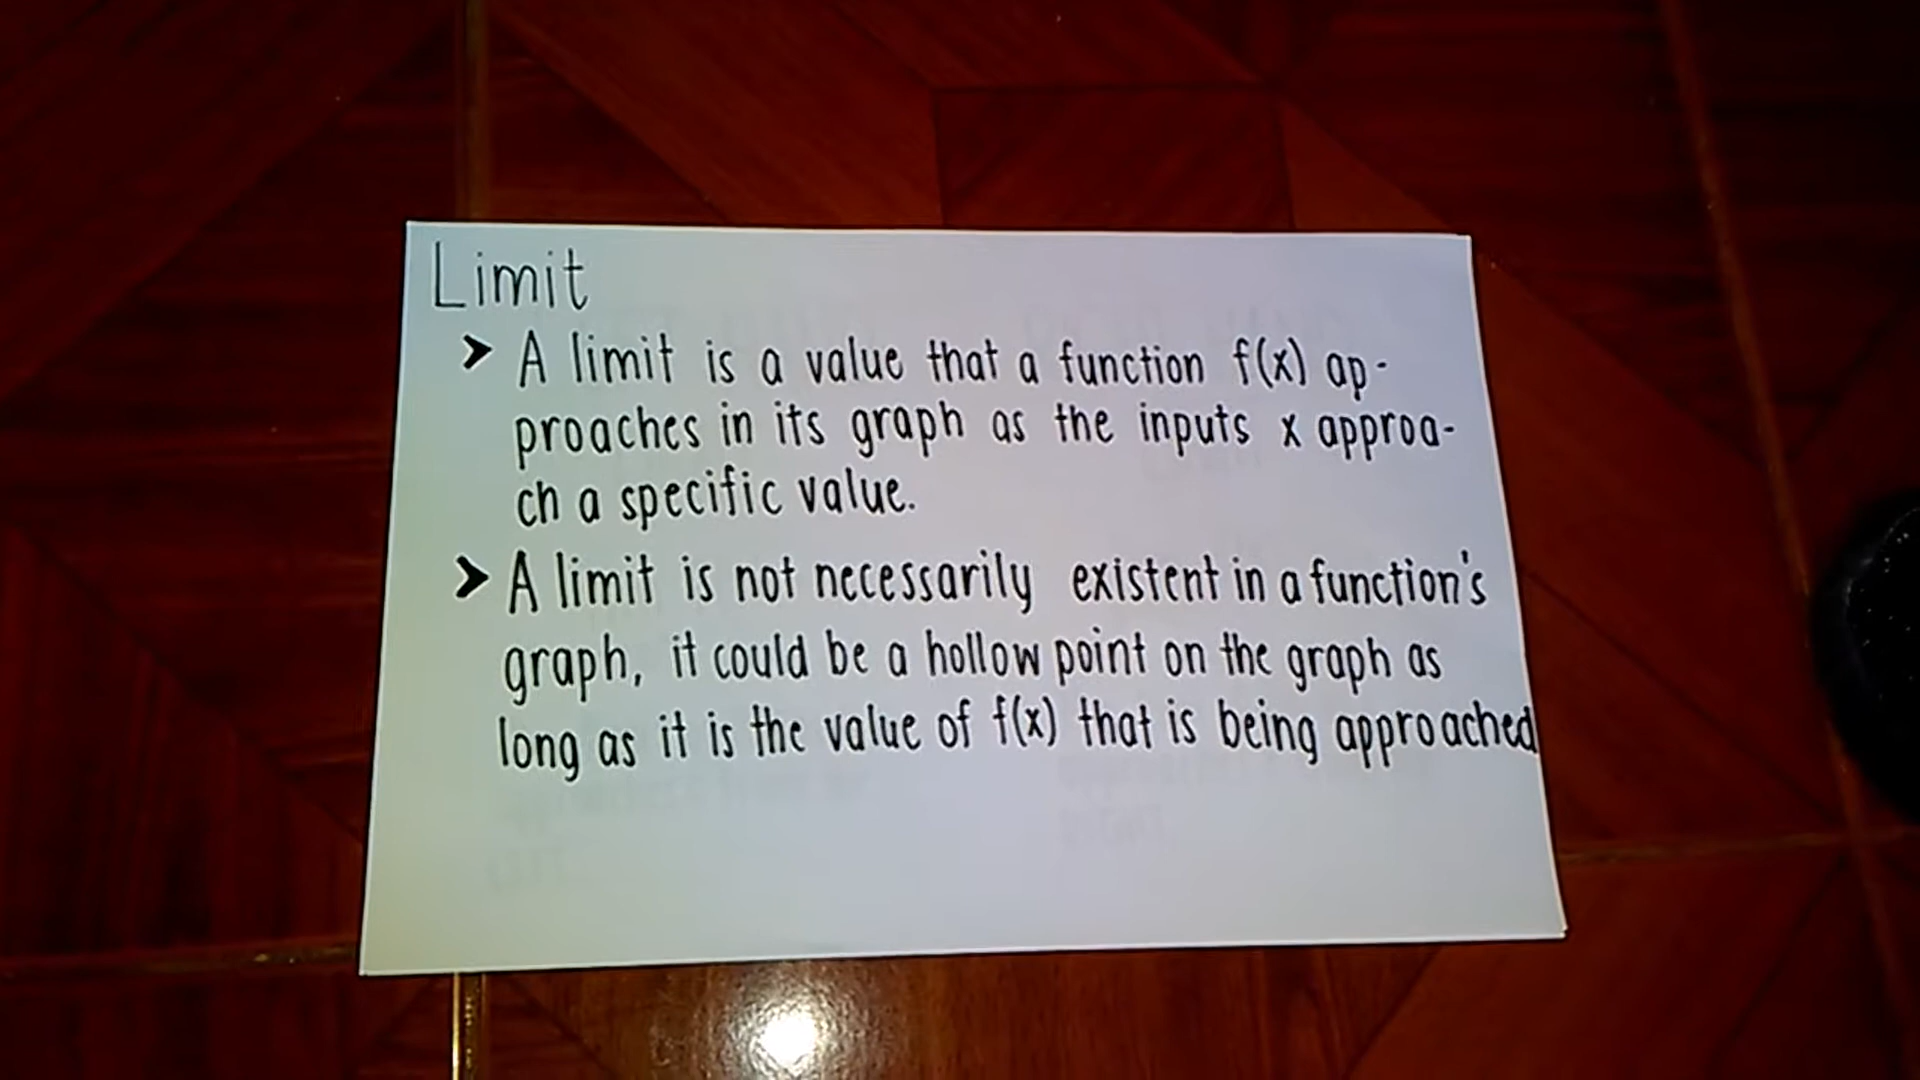 Limit
➤ A limit is a value that a function f(x) ap-
proaches in its graph as the inputs x approa-
ch a specific value.
➤ A limit is not necessarily existent in a function's
graph, it could be a hollow point on the graph as
long as it is the value of f(x) that is being approached